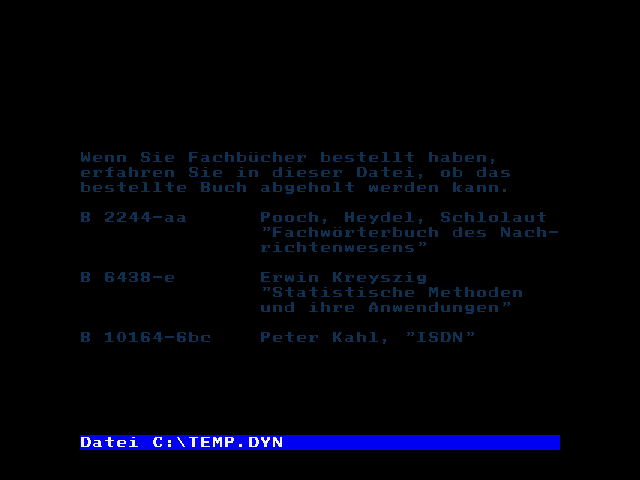 Wenn Sie Fachbücher bestellt haben,
erfahren Sie in dieser Datei, ob das
bestellte Buch abgeholt werden kann.
B 2244-aa Pooch, Heydel, Schlolaut
"Fachwörterbuch des Nach-
richtenwesens"
B 6438-e Erwin Kreyszig
"Statistische Methoden
und ihre Anwendungen"
B 10164-6bc Peter Kahl, "ISDN"
Datei C:\TEMP.DYN